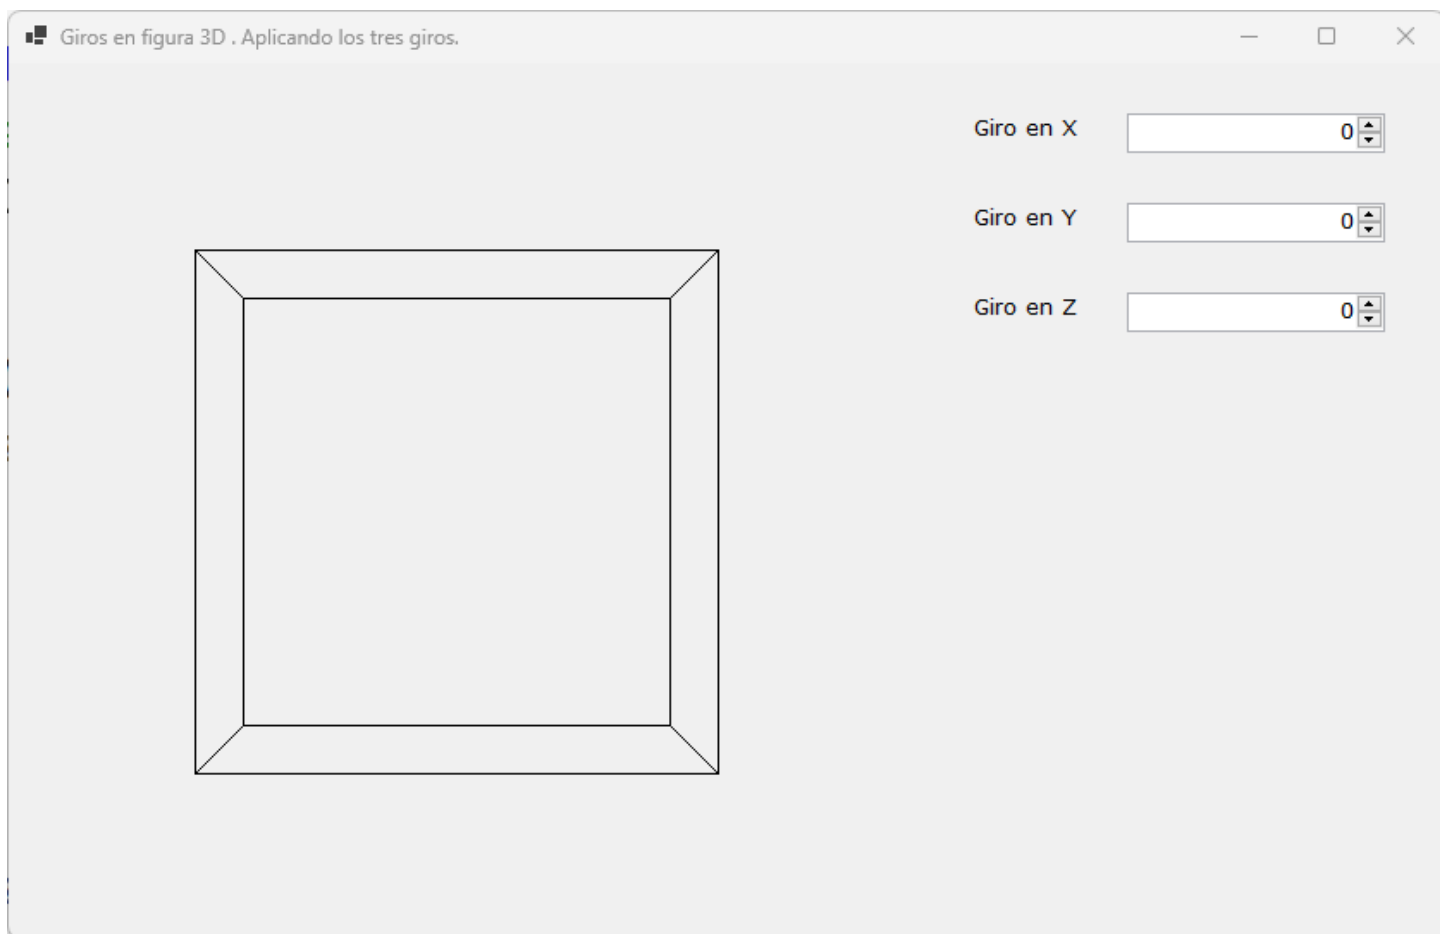 Giros en figura 3D . Aplicando los tres giros.
Giro en X 0
Giro en Y 0
Giro en Z 0